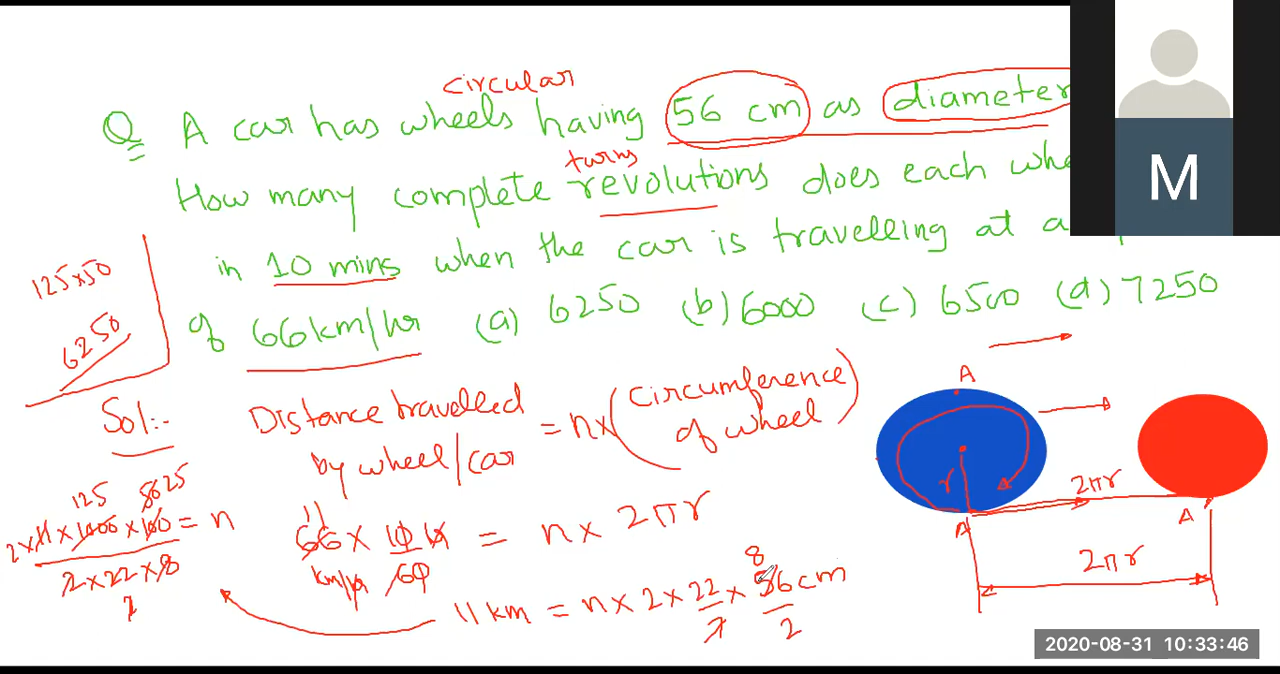 circular
Q A car has wheels having 56 cm as diameter
turns
How many complete revolutions does each whe
in 10 mins when the car is travelling at a
of 66 km/hr (a) 6250 (b) 6000 (c) 6500 (d) 7250
125×50
6250
Sol:-
Distance travelled by wheel/car = n×(Circumference of wheel)
11
66 × 10 h = n × 2πr
km/h 60
11 km = n × 2 × 22/7 × 56 cm/2
8
125 25
2×11×1000×100 = n
2×22×8
A
r
A
2πr
A
2πr
M
2020-08-31 10:33:46